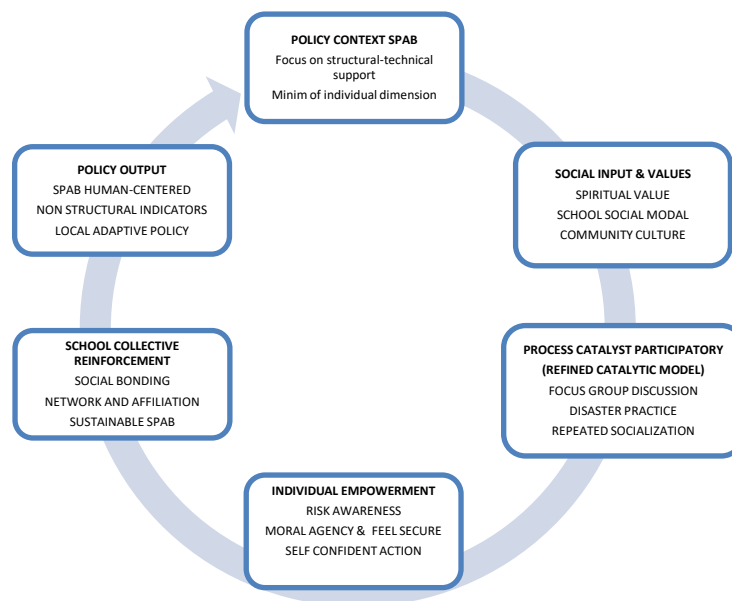 POLICY CONTEXT SPAB
Focus on structural-technical
support
Minim of individual dimension
SOCIAL INPUT & VALUES
SPIRITUAL VALUE
SCHOOL SOCIAL MODAL
COMMUNITY CULTURE
PROCESS CATALYST PARTICIPATORY
(REFINED CATALYTIC MODEL)
FOCUS GROUP DISCUSSION
DISASTER PRACTICE
REPEATED SOCIALIZATION
INDIVIDUAL EMPOWERMENT
RISK AWARENESS
MORAL AGENCY & FEEL SECURE
SELF CONFIDENT ACTION
SCHOOL COLLECTIVE
REINFORCEMENT
SOCIAL BONDING
NETWORK AND AFFILIATION
SUSTAINABLE SPAB
POLICY OUTPUT
SPAB HUMAN-CENTERED
NON STRUCTURAL INDICATORS
LOCAL ADAPTIVE POLICY